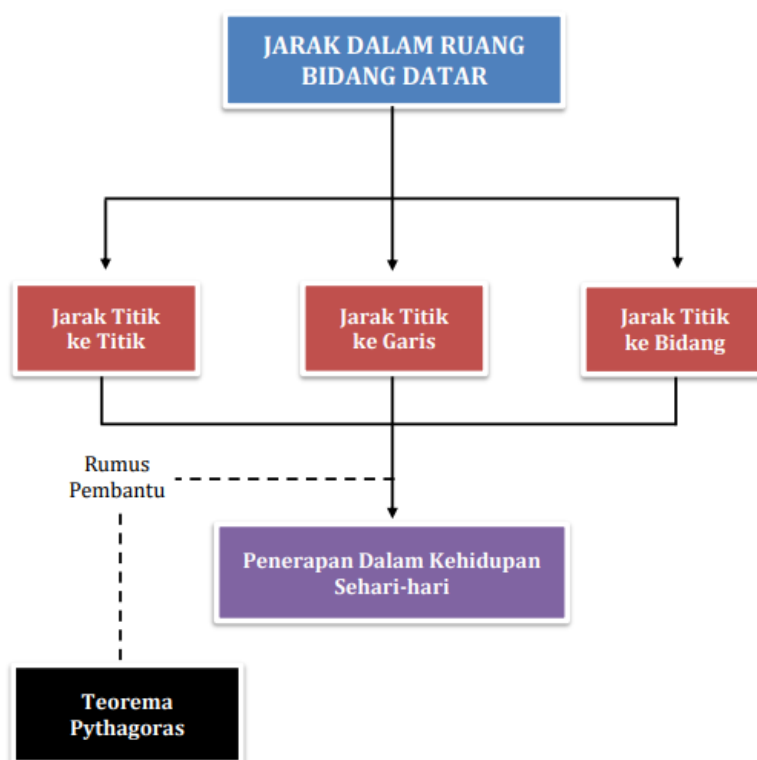 JARAK DALAM RUANG
BIDANG DATAR
Jarak Titik
ke Titik
Jarak Titik
ke Garis
Jarak Titik
ke Bidang
Rumus
Pembantu
Penerapan Dalam Kehidupan
Sehari-hari
Teorema
Pythagoras